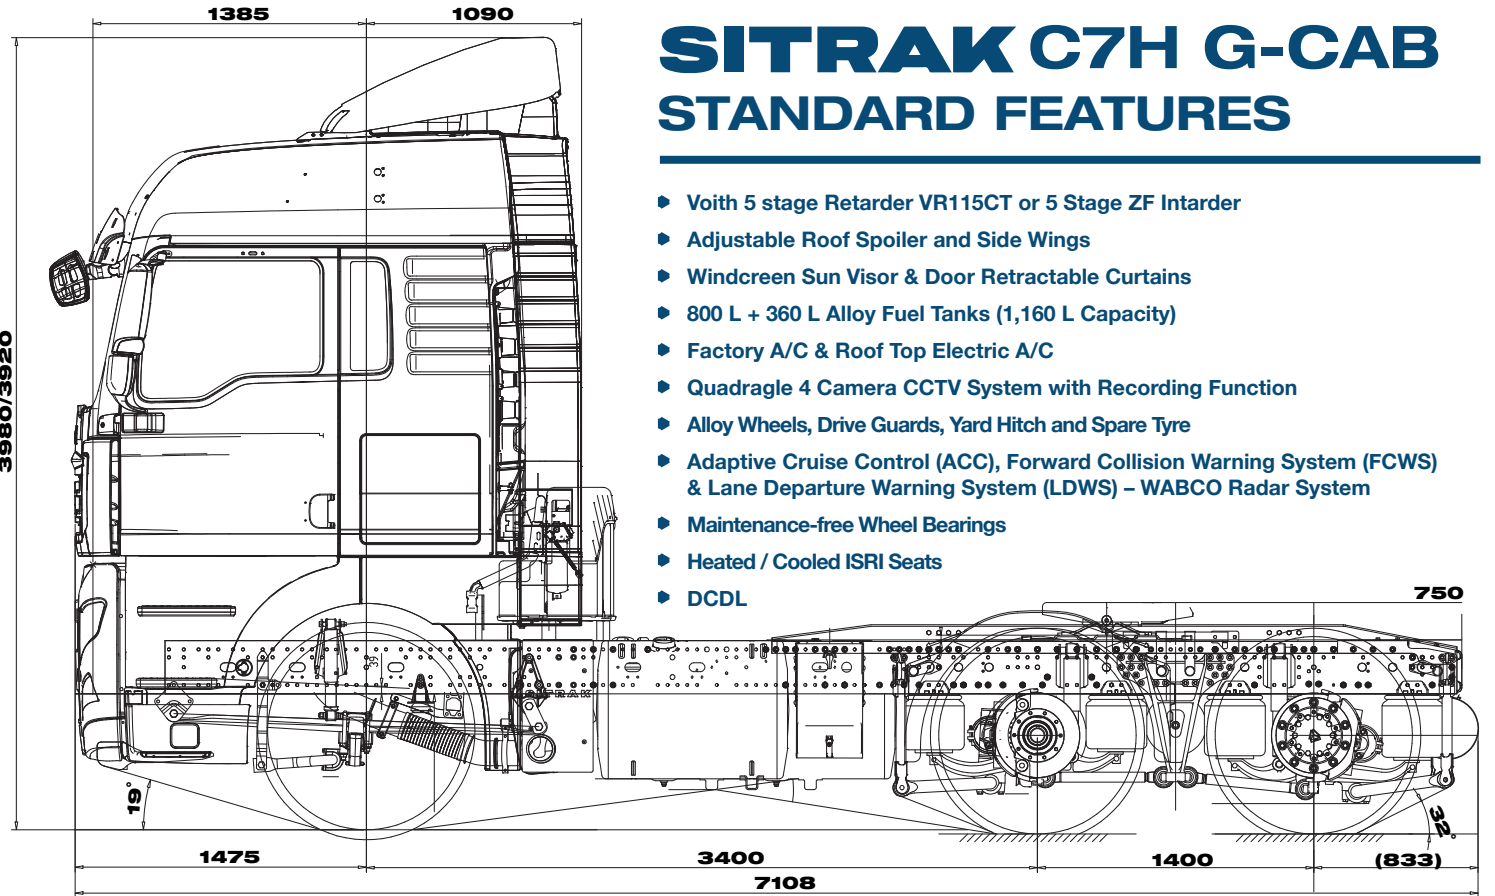 1385
1090
SITRAK C7H G-CAB
STANDARD FEATURES
Voith 5 stage Retarder VR115CT or 5 Stage ZF Intarder
Adjustable Roof Spoiler and Side Wings
Windcreen Sun Visor & Door Retractable Curtains
800 L + 360 L Alloy Fuel Tanks (1,160 L Capacity)
Factory A/C & Roof Top Electric A/C
Quadragle 4 Camera CCTV System with Recording Function
Alloy Wheels, Drive Guards, Yard Hitch and Spare Tyre
Adaptive Cruise Control (ACC), Forward Collision Warning System (FCWS)
& Lane Departure Warning System (LDWS) – WABCO Radar System
Maintenance-free Wheel Bearings
Heated / Cooled ISRI Seats
DCDL
3980/3920
750
39
19°
32°
1475
3400
1400
(833)
7108